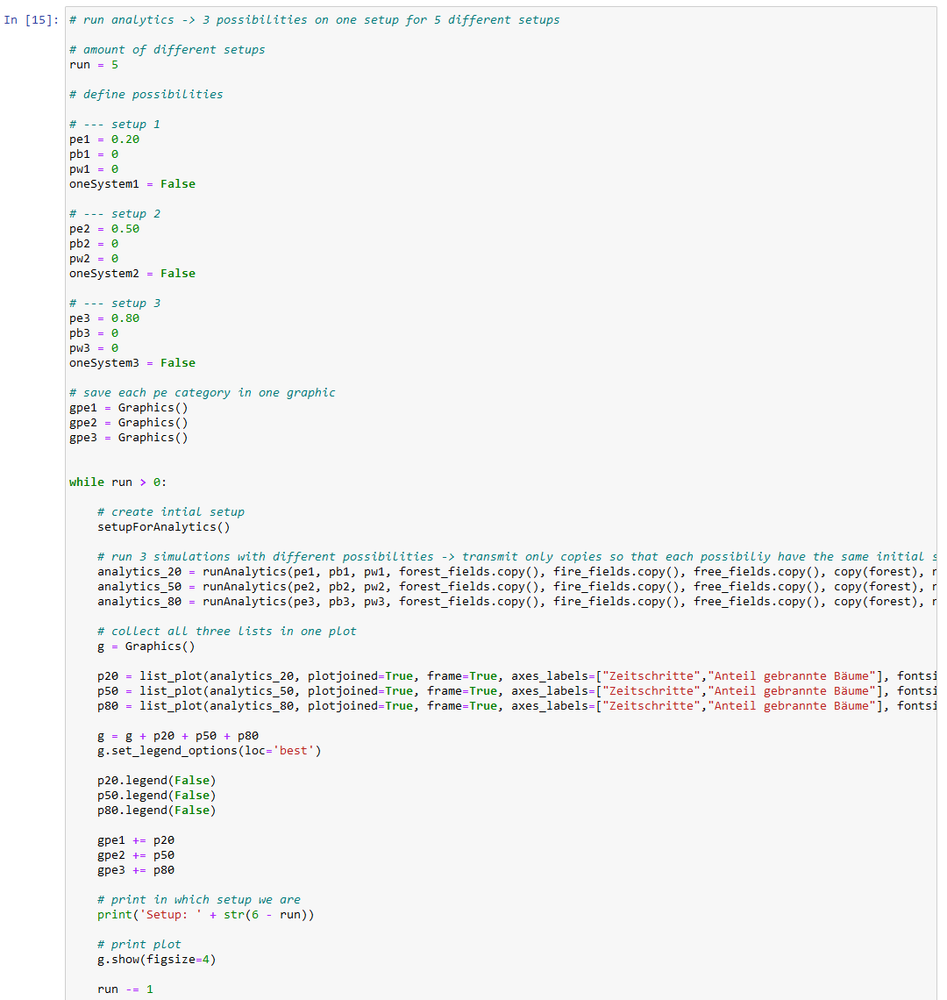 In [15]: # run analytics -> 3 possibilities on one setup for 5 different setups
# amount of different setups
run = 5
# define possibilities
# --- setup 1
pe1 = 0.20
pb1 = 0
pw1 = 0
oneSystem1 = False
# --- setup 2
pe2 = 0.50
pb2 = 0
pw2 = 0
oneSystem2 = False
# --- setup 3
pe3 = 0.80
pb3 = 0
pw3 = 0
oneSystem3 = False
# save each pe category in one graphic
gpe1 = Graphics()
gpe2 = Graphics()
gpe3 = Graphics()
while run > 0:
# create intial setup
setupForAnalytics()
# run 3 simulations with different possibilities -> transmit only copies so that each possibiliy have the same initial
analytics_20 = runAnalytics(pe1, pb1, pw1, forest_fields.copy(), fire_fields.copy(), free_fields.copy(), copy(forest),
analytics_50 = runAnalytics(pe2, pb2, pw2, forest_fields.copy(), fire_fields.copy(), free_fields.copy(), copy(forest),
analytics_80 = runAnalytics(pe3, pb3, pw3, forest_fields.copy(), fire_fields.copy(), free_fields.copy(), copy(forest),
# collect all three lists in one plot
g = Graphics()
p20 = list_plot(analytics_20, plotjoined=True, frame=True, axes_labels=["Zeitschritte","Anteil gebrannte Bäume"], fontsi
p50 = list_plot(analytics_50, plotjoined=True, frame=True, axes_labels=["Zeitschritte","Anteil gebrannte Bäume"], fontsi
p80 = list_plot(analytics_80, plotjoined=True, frame=True, axes_labels=["Zeitschritte","Anteil gebrannte Bäume"], fontsi
g = g + p20 + p50 + p80
g.set_legend_options(loc='best')
p20.legend(False)
p50.legend(False)
p80.legend(False)
gpe1 += p20
gpe2 += p50
gpe3 += p80
# print in which setup we are
print('Setup: ' + str(6 - run))
# print plot
g.show(figsize=4)
run -= 1